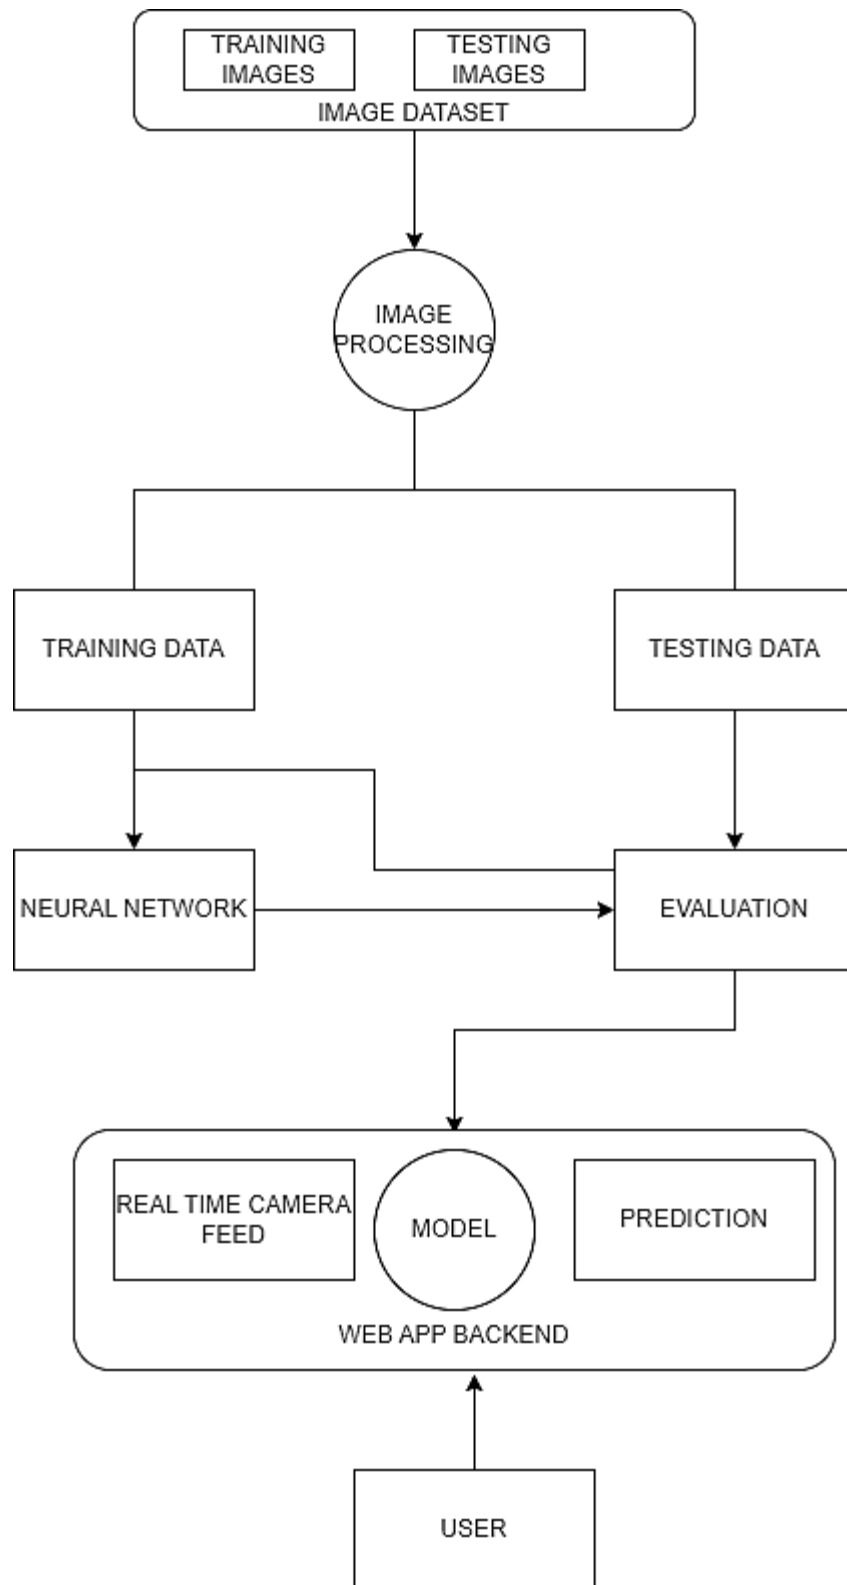 TRAINING
IMAGES
TESTING
IMAGES
IMAGE DATASET
IMAGE
PROCESSING
TRAINING DATA
TESTING DATA
NEURAL NETWORK
EVALUATION
REAL TIME CAMERA
FEED
MODEL
PREDICTION
WEB APP BACKEND
USER